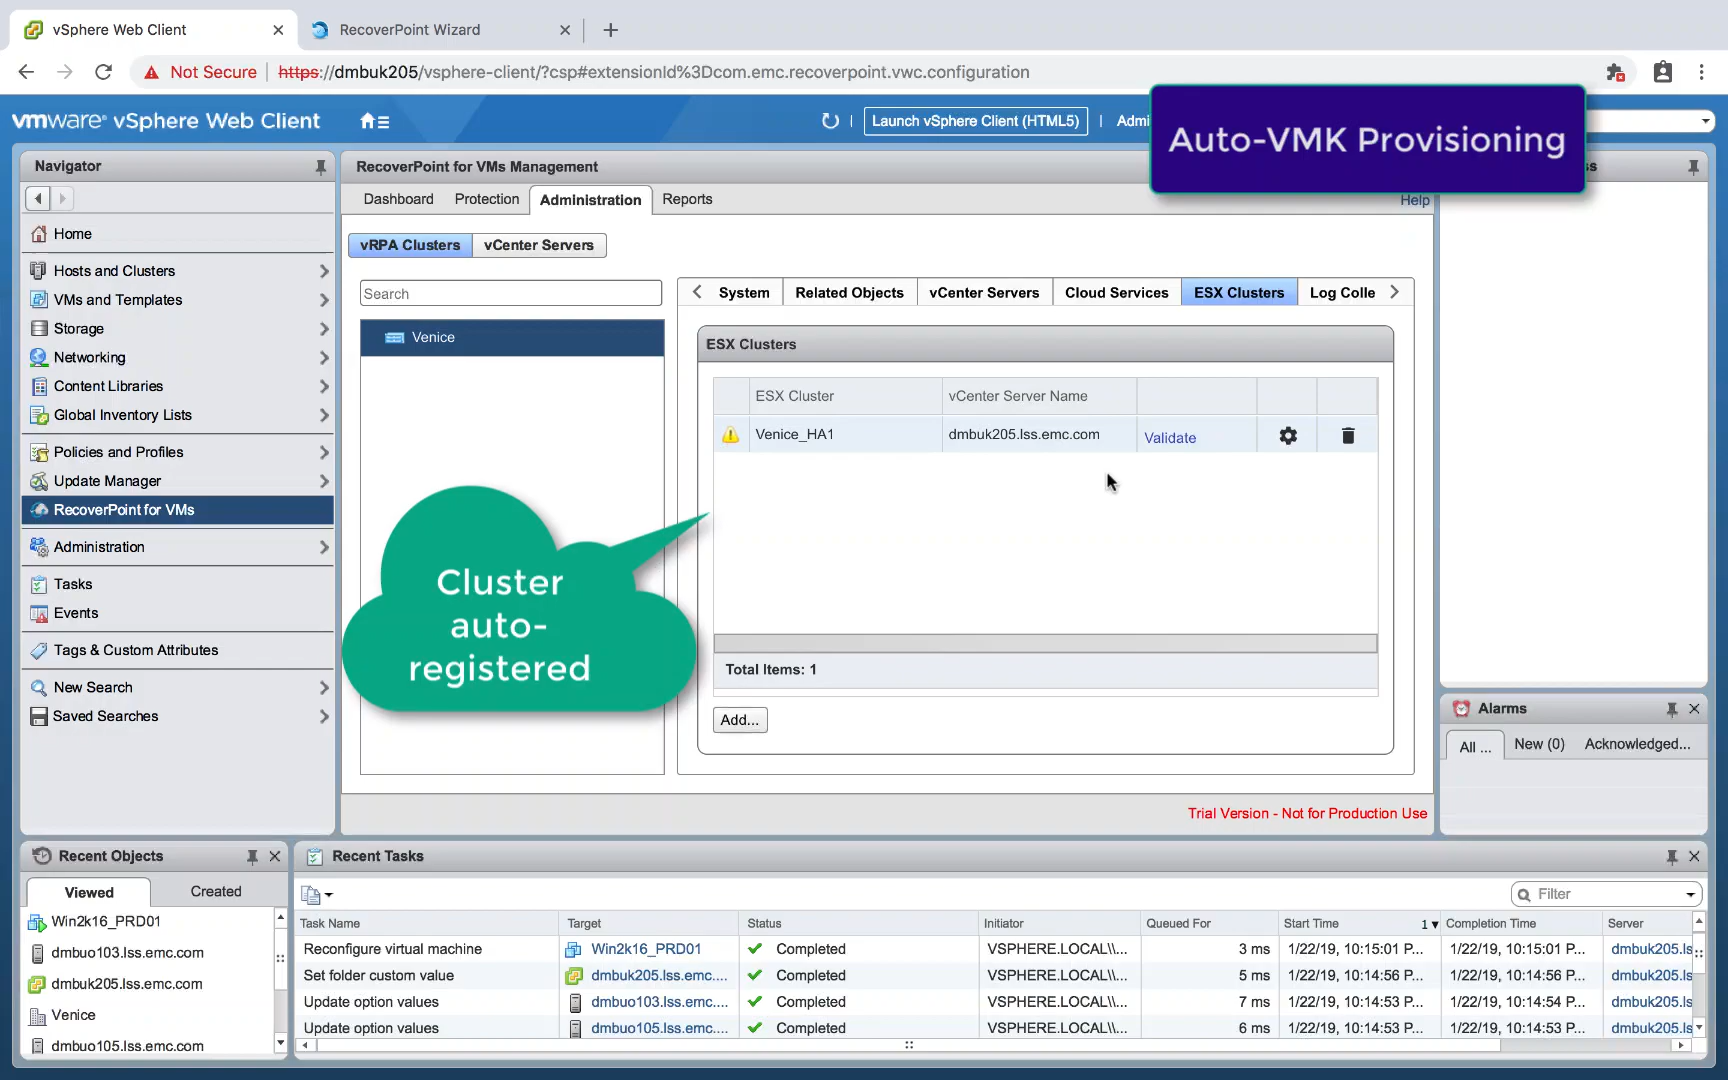 vSphere Web Client
RecoverPoint Wizard
Not Secure
https://dmbuk205/vsphere-client/?csp#extensionId%3Dcom.emc.recoverpoint.vwc.configuration
vmware® vSphere Web Client
Launch vSphere Client (HTML5)
Admi
Auto-VMK Provisioning
Navigator
RecoverPoint for VMs Management
Dashboard
Protection
Administration
Reports
Help
Home
Hosts and Clusters
VMs and Templates
Storage
Networking
Content Libraries
Global Inventory Lists
Policies and Profiles
Update Manager
RecoverPoint for VMs
Administration
Tasks
Events
Tags & Custom Attributes
New Search
Saved Searches
vRPA Clusters
vCenter Servers
Search
Venice
System
Related Objects
vCenter Servers
Cloud Services
ESX Clusters
Log Colle
ESX Clusters
ESX Cluster
vCenter Server Name
Venice_HA1
dmbuk205.lss.emc.com
Validate
Cluster
auto-
registered
Total Items: 1
Add...
Trial Version - Not for Production Use
Alarms
All ...
New (0)
Acknowledged...
Recent Objects
Viewed
Created
Win2k16_PRD01
dmbuo103.lss.emc.com
dmbuk205.lss.emc.com
Venice
dmbuo105.lss.emc.com
Recent Tasks
Filter
Task Name Target Status Initiator Queued For Start Time 1 Completion Time Server
Reconfigure virtual machine Win2k16_PRD01 Completed VSPHERE.LOCAL\\... 3 ms 1/22/19, 10:15:01 P... 1/22/19, 10:15:01 P... dmbuk205.ls
Set folder custom value dmbuk205.lss.emc.... Completed VSPHERE.LOCAL\\... 5 ms 1/22/19, 10:14:56 P... 1/22/19, 10:14:56 P... dmbuk205.ls
Update option values dmbuo103.lss.emc.... Completed VSPHERE.LOCAL\\... 7 ms 1/22/19, 10:14:53 P... 1/22/19, 10:14:54 P... dmbuk205.ls
Update option values dmbuo105.lss.emc.... Completed VSPHERE.LOCAL\\... 6 ms 1/22/19, 10:14:53 P... 1/22/19, 10:14:53 P... dmbuk205.ls